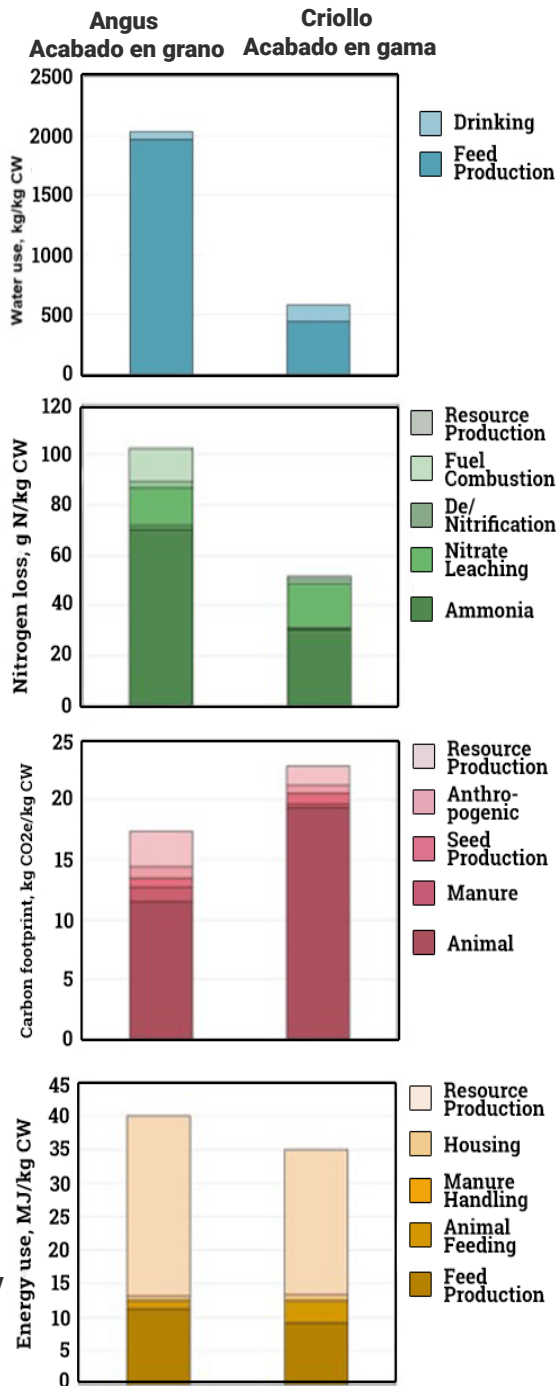 Angus
Acabado en grano
Criollo
Acabado en gama
Water use, kg/kg CW
2500
2000
1500
1000
500
0
Drinking
Feed
Production
Nitrogen loss, g N/kg CW
120
100
80
60
40
20
0
Resource
Production
Fuel
Combustion
De/
Nitrification
Nitrate
Leaching
Ammonia
Carbon footprint, kg CO2e/kg CW
25
20
15
10
5
0
Resource
Production
Anthro-
pogenic
Seed
Production
Manure
Animal
Energy use, MJ/kg CW
45
40
35
30
25
20
15
10
5
0
Resource
Production
Housing
Manure
Handling
Animal
Feeding
Feed
Production